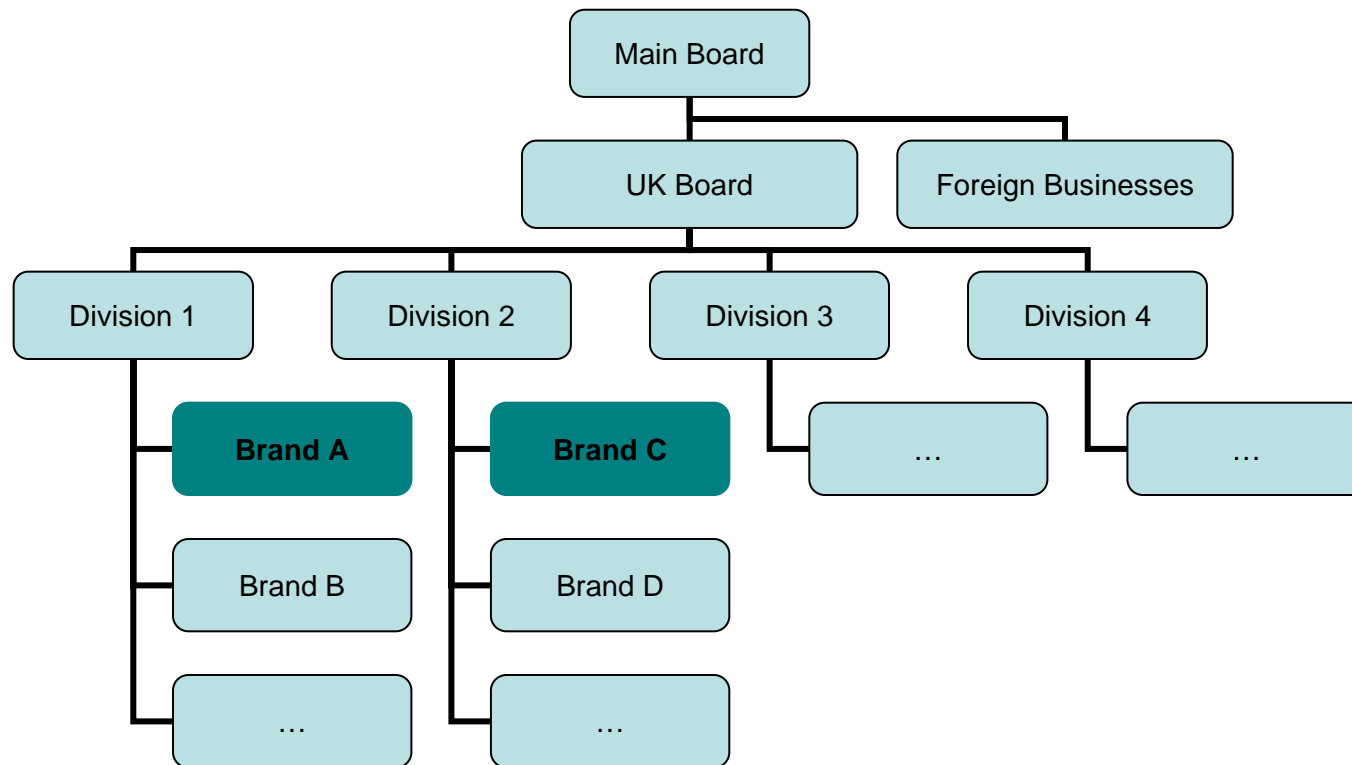 Main Board
UK Board
Foreign Businesses
Division 1
Division 2
Division 3
Division 4
Brand A
Brand C
…
…
Brand B
Brand D
…
…